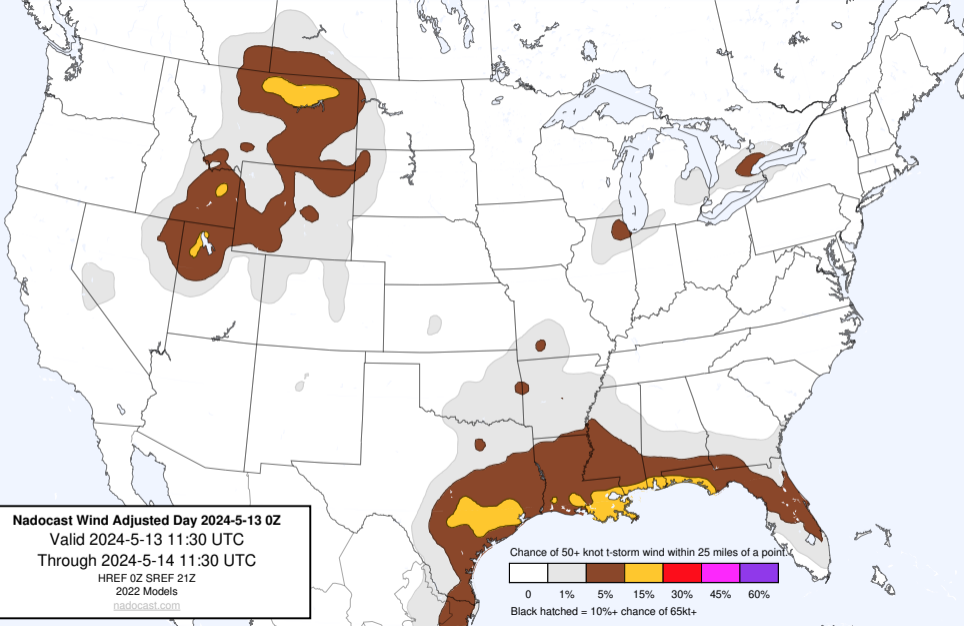 Nadocast Wind Adjusted Day 2024-5-13 0Z
Valid 2024-5-13 11:30 UTC
Through 2024-5-14 11:30 UTC
HREF 0Z SREF 21Z
2022 Models
nadocast.com
Chance of 50+ knot t-storm wind within 25 miles of a point.
0 1% 5% 15% 30% 45% 60%
Black hatched = 10%+ chance of 65kt+